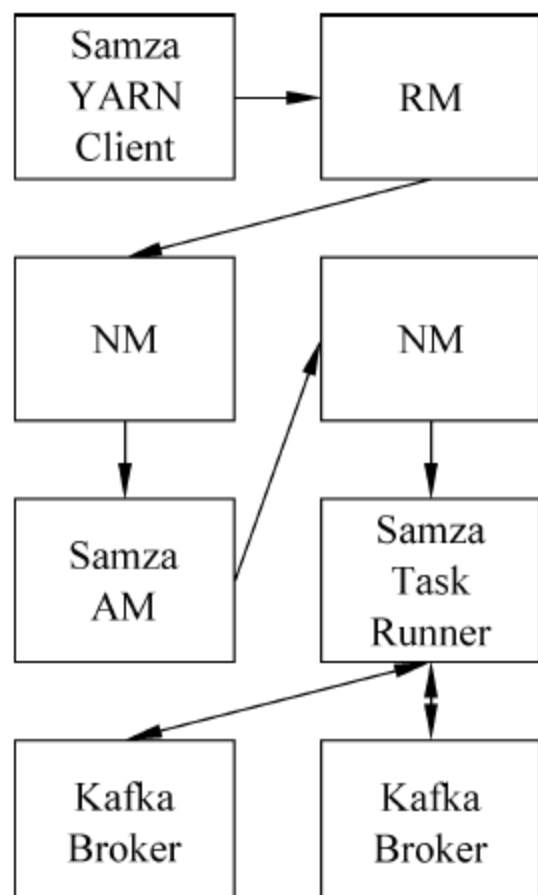 Samza
YARN
Client
RM
NM
NM
Samza
AM
Samza
Task
Runner
Kafka
Broker
Kafka
Broker